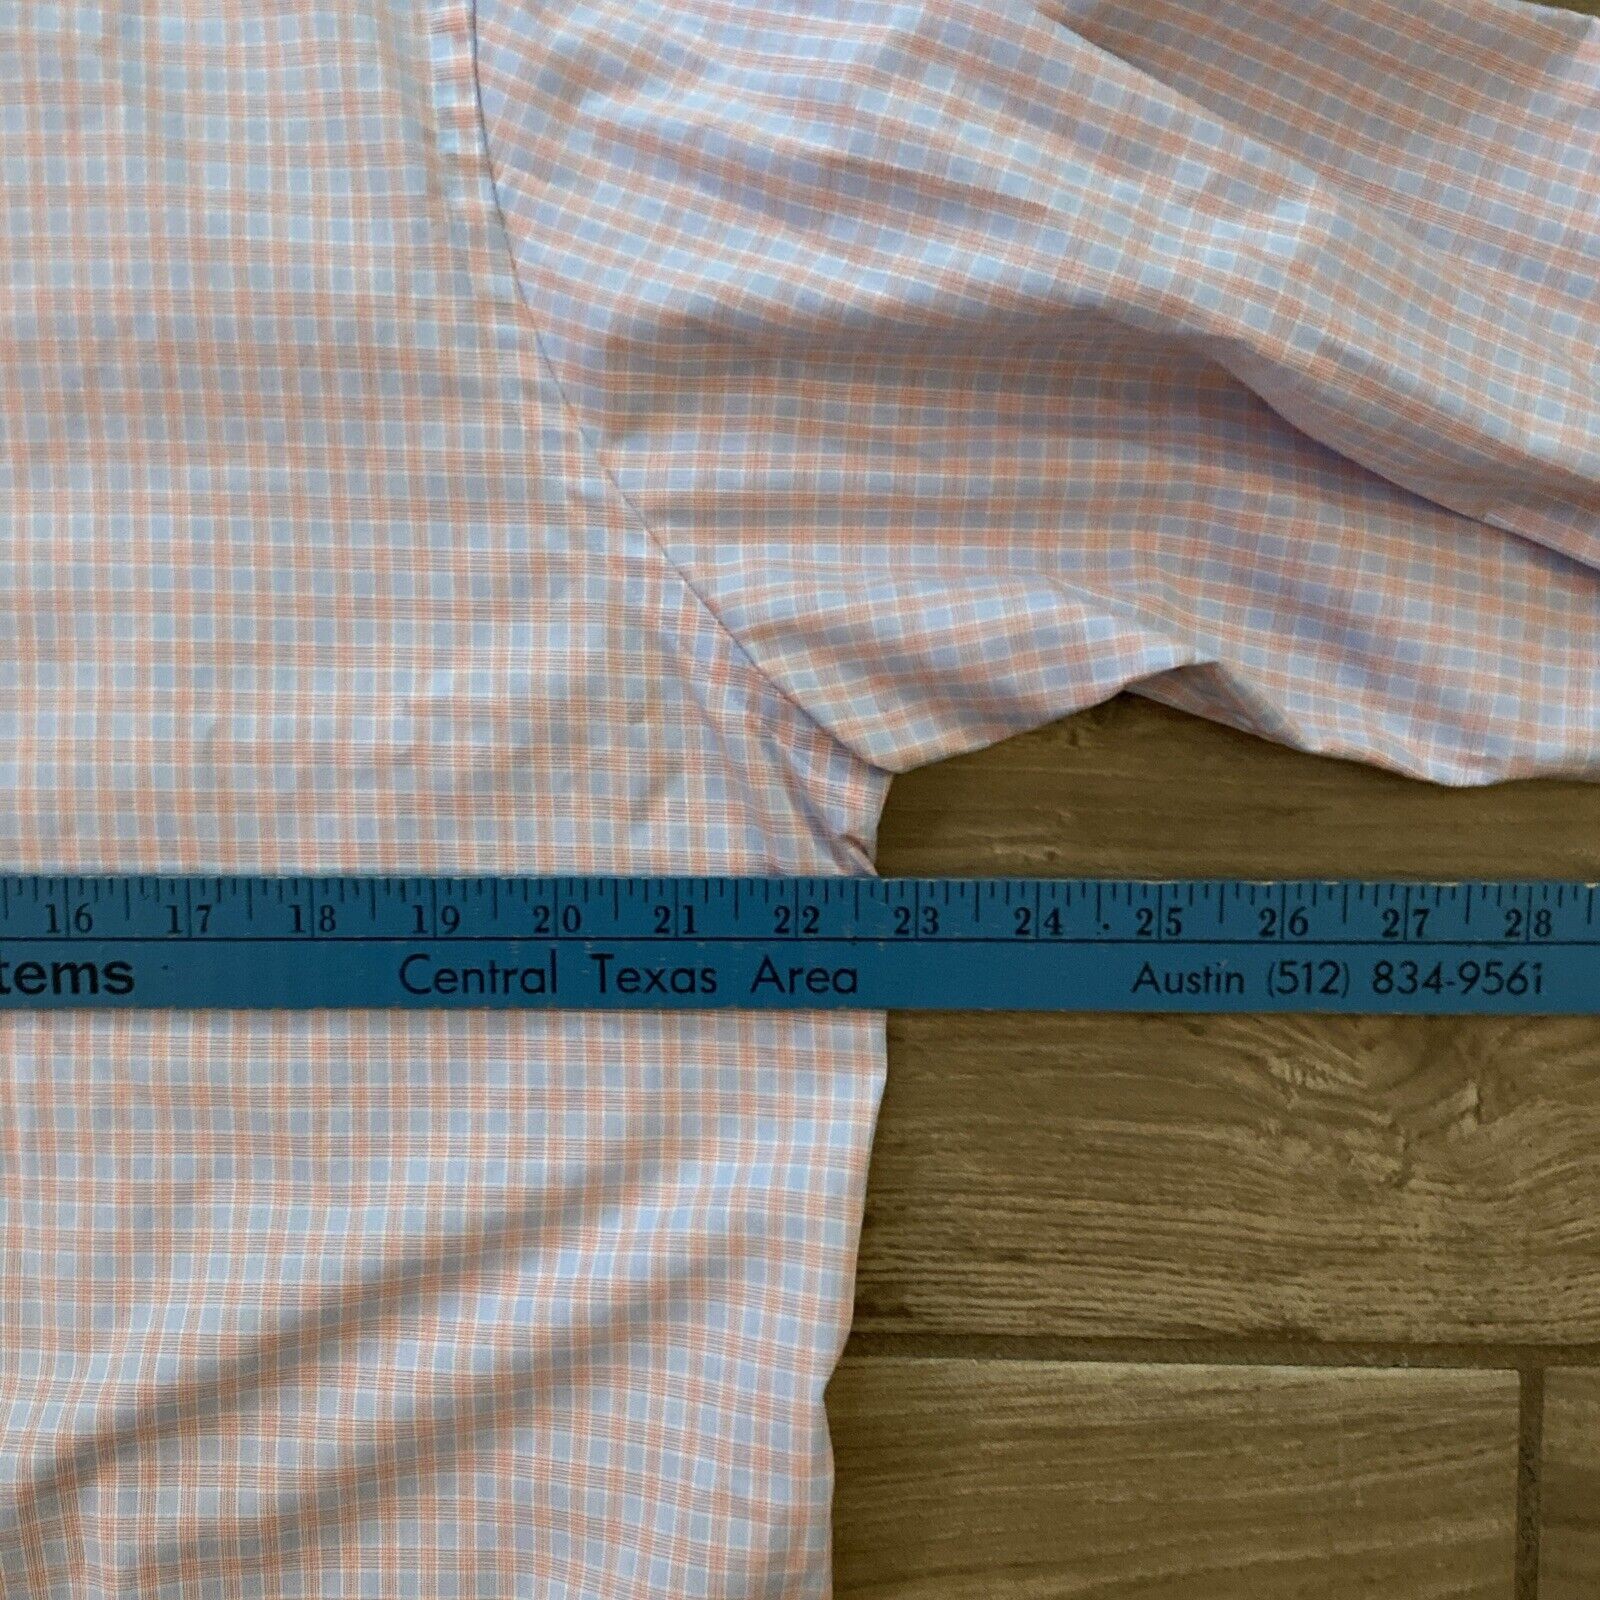 16 17 18 19 20 21 22 23 24 25 26 27 28
tems Central Texas Area Austin (512) 834-9561